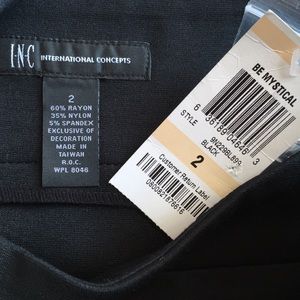 I·N·C INTERNATIONAL CONCEPTS
2
60% RAYON
35% NYLON
5% SPANDEX
EXCLUSIVE OF
DECORATION
MADE IN
TAIWAN
R.O.C.
WPL 8046
BE MYSTICAL
STYLE
BLACK
2
Customer Return Label